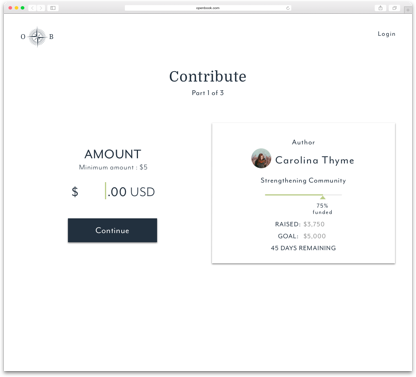 openbook.com
O B
Login
Contribute
Part 1 of 3
AMOUNT
Minimum amount : $5
$ .00 USD
Continue
Author
Carolina Thyme
Strengthening Community
75%
funded
RAISED: $3,750
GOAL: $5,000
45 DAYS REMAINING